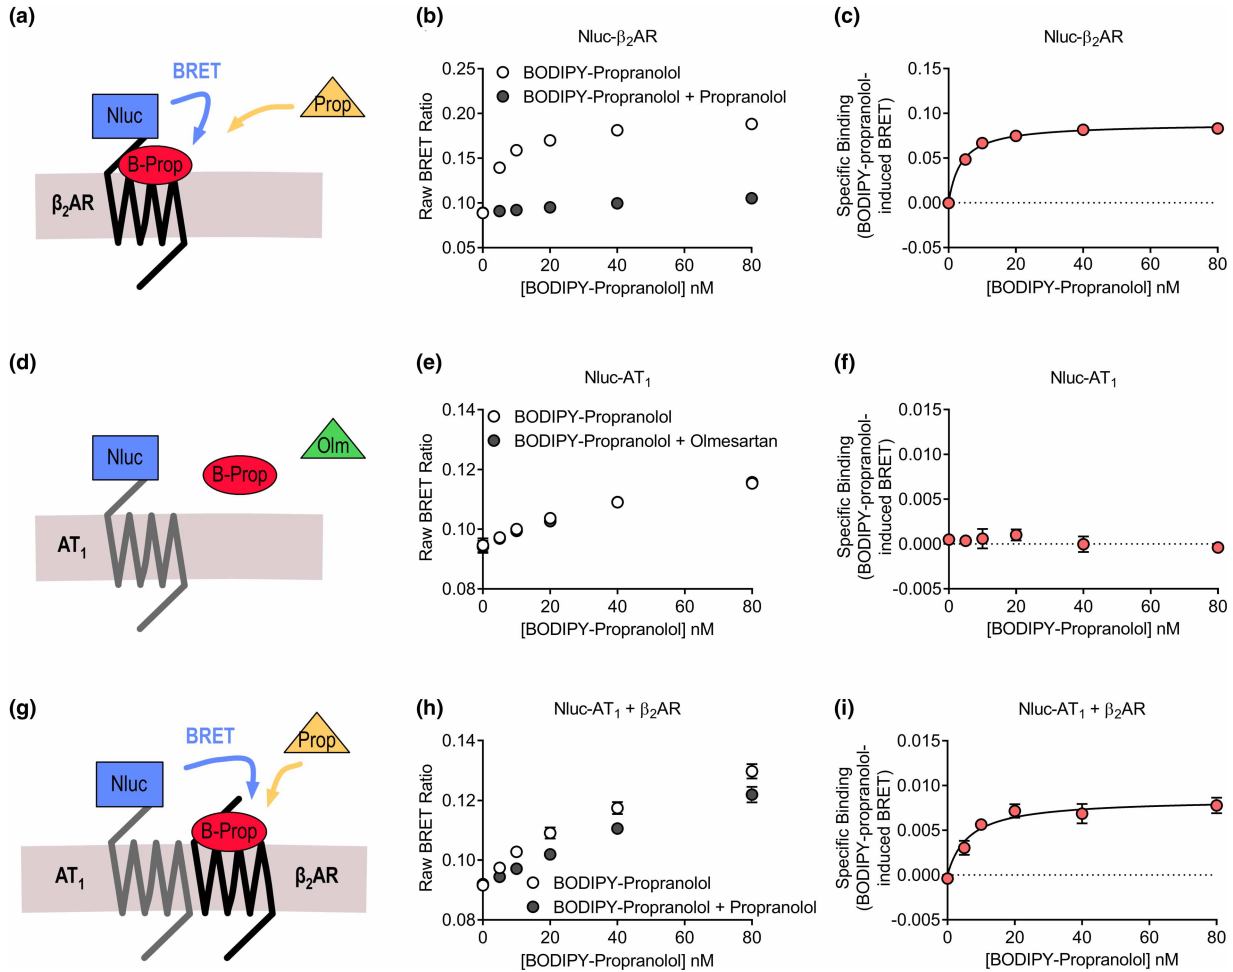 (a)
BRET
Nluc
Prop
B-Prop
β₂AR
(b)
Nluc-β₂AR
Raw BRET Ratio
0.25
0.20
0.15
0.10
0.05
BODIPY-Propranolol
BODIPY-Propranolol + Propranolol
0 20 40 60 80
[BODIPY-Propranolol] nM
(c)
Nluc-β₂AR
Specific Binding
(BODIPY-propranolol-
induced BRET)
0.15
0.10
0.05
0.00
-0.05
0 20 40 60 80
[BODIPY-Propranolol] nM
(d)
Nluc
B-Prop
Olm
AT₁
(e)
Nluc-AT₁
Raw BRET Ratio
0.14
0.12
0.10
0.08
BODIPY-Propranolol
BODIPY-Propranolol + Olmesartan
0 20 40 60 80
[BODIPY-Propranolol] nM
(f)
Nluc-AT₁
Specific Binding
(BODIPY-propranolol-
induced BRET)
0.015
0.010
0.005
0.000
-0.005
0 20 40 60 80
[BODIPY-Propranolol] nM
(g)
BRET
Prop
Nluc
B-Prop
AT₁
β₂AR
(h)
Nluc-AT₁ + β₂AR
Raw BRET Ratio
0.14
0.12
0.10
0.08
BODIPY-Propranolol
BODIPY-Propranolol + Propranolol
0 20 40 60 80
[BODIPY-Propranolol] nM
(i)
Nluc-AT₁ + β₂AR
Specific Binding
(BODIPY-propranolol-
induced BRET)
0.015
0.010
0.005
0.000
-0.005
0 20 40 60 80
[BODIPY-Propranolol] nM